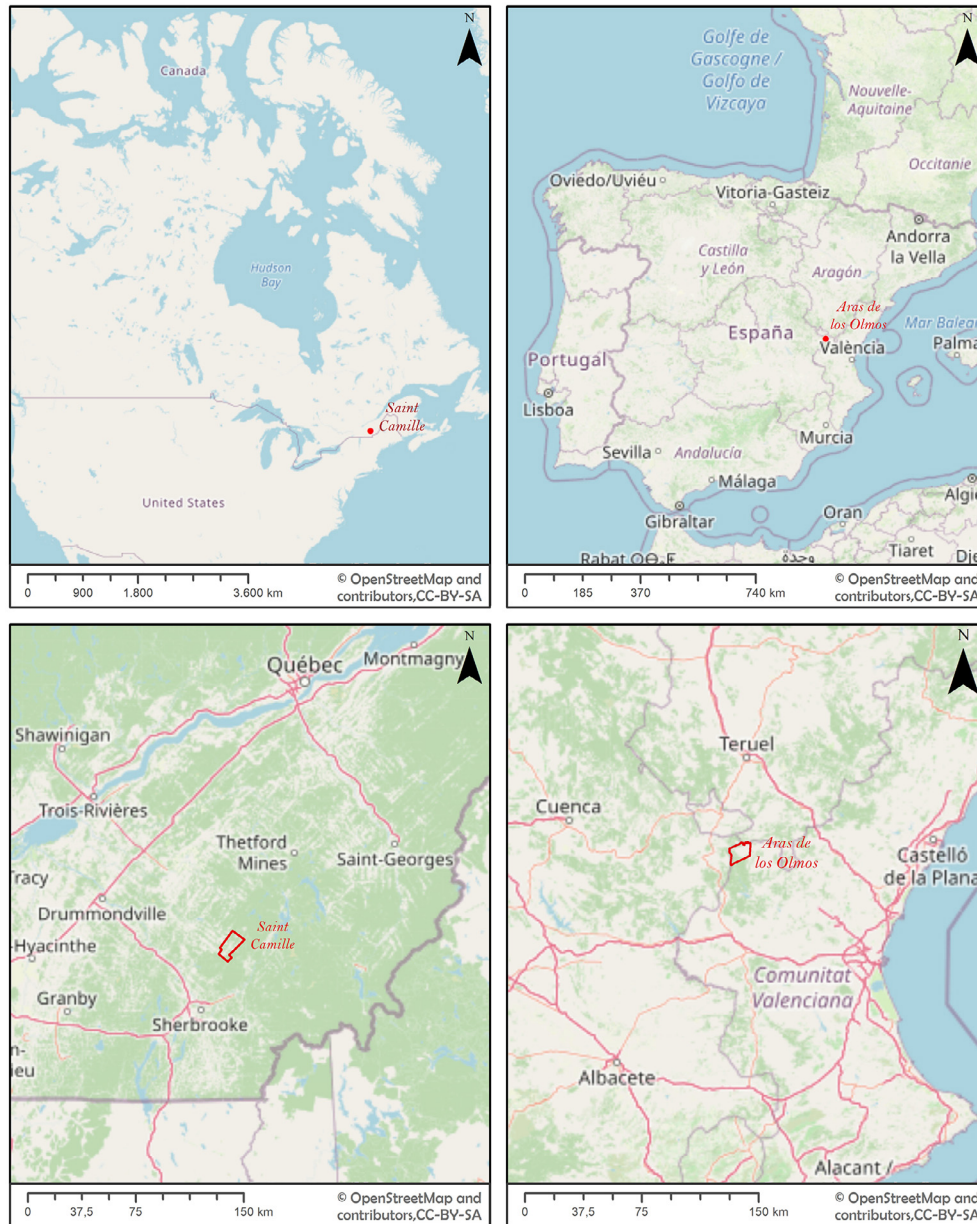 N
Canada
Hudson
Bay
Saint
Camille
United States
0 900 1.800 3.600 km
© OpenStreetMap and
contributors,CC-BY-SA
N
Golfe de
Gascogne /
Golfo de
Vizcaya
Nouvelle-
Aquitaine
Occitanie
Oviedo/Uviéu
Vitoria-Gasteiz
Andorra
la Vella
Castilla
y León
Aragón
Aras de
los Olmos
España
Mar Balear
València
Palma
Portugal
Lisboa
Murcia
Sevilla
Andalucía
Málaga
Gibraltar
Oran
Algie
Rabat
وجدة
Tiaret
Dje
0 185 370 740 km
© OpenStreetMap and
contributors,CC-BY-SA
N
Québec
Montmagny
Shawinigan
Trois-Rivières
Thetford
Mines
Saint-Georges
Tracy
Drummondville
Saint
Camille
-Hyacinthe
Granby
Sherbrooke
n-
ieu
0 37,5 75 150 km
© OpenStreetMap and
contributors,CC-BY-SA
N
Teruel
Cuenca
Aras de
los Olmos
Castelló
de la Plana
Comunitat
Valenciana
Albacete
Alacant /
0 37,5 75 150 km
© OpenStreetMap and
contributors,CC-BY-SA